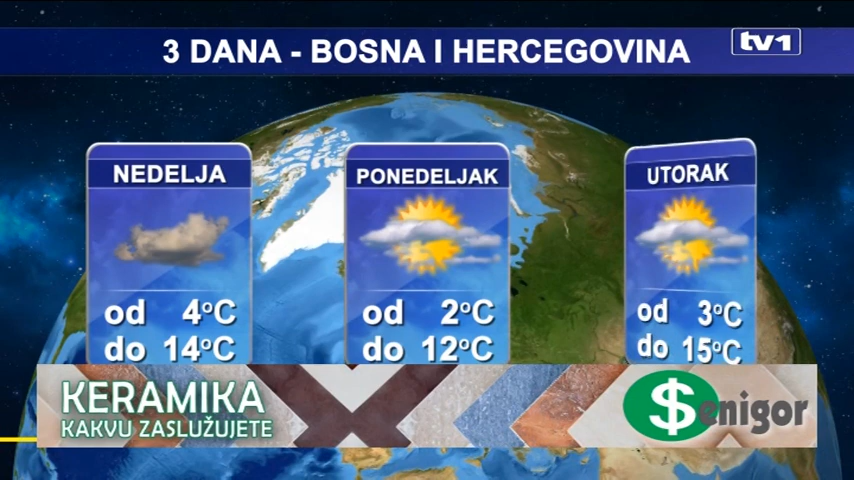 3 DANA - BOSNA I HERCEGOVINA
tv1
NEDELJA
od 4°C
do 14°C
PONEDELJAK
od 2°C
do 12°C
UTORAK
od 3°C
do 15°C
KERAMIKA
KAKVU ZASLUŽUJETE
$enigor